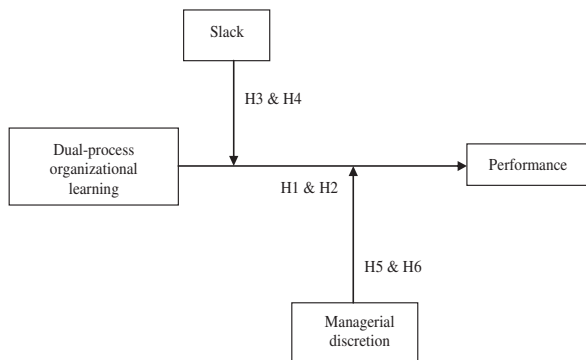 Slack
H3 & H4
Dual-process
organizational
learning
Performance
H1 & H2
H5 & H6
Managerial
discretion